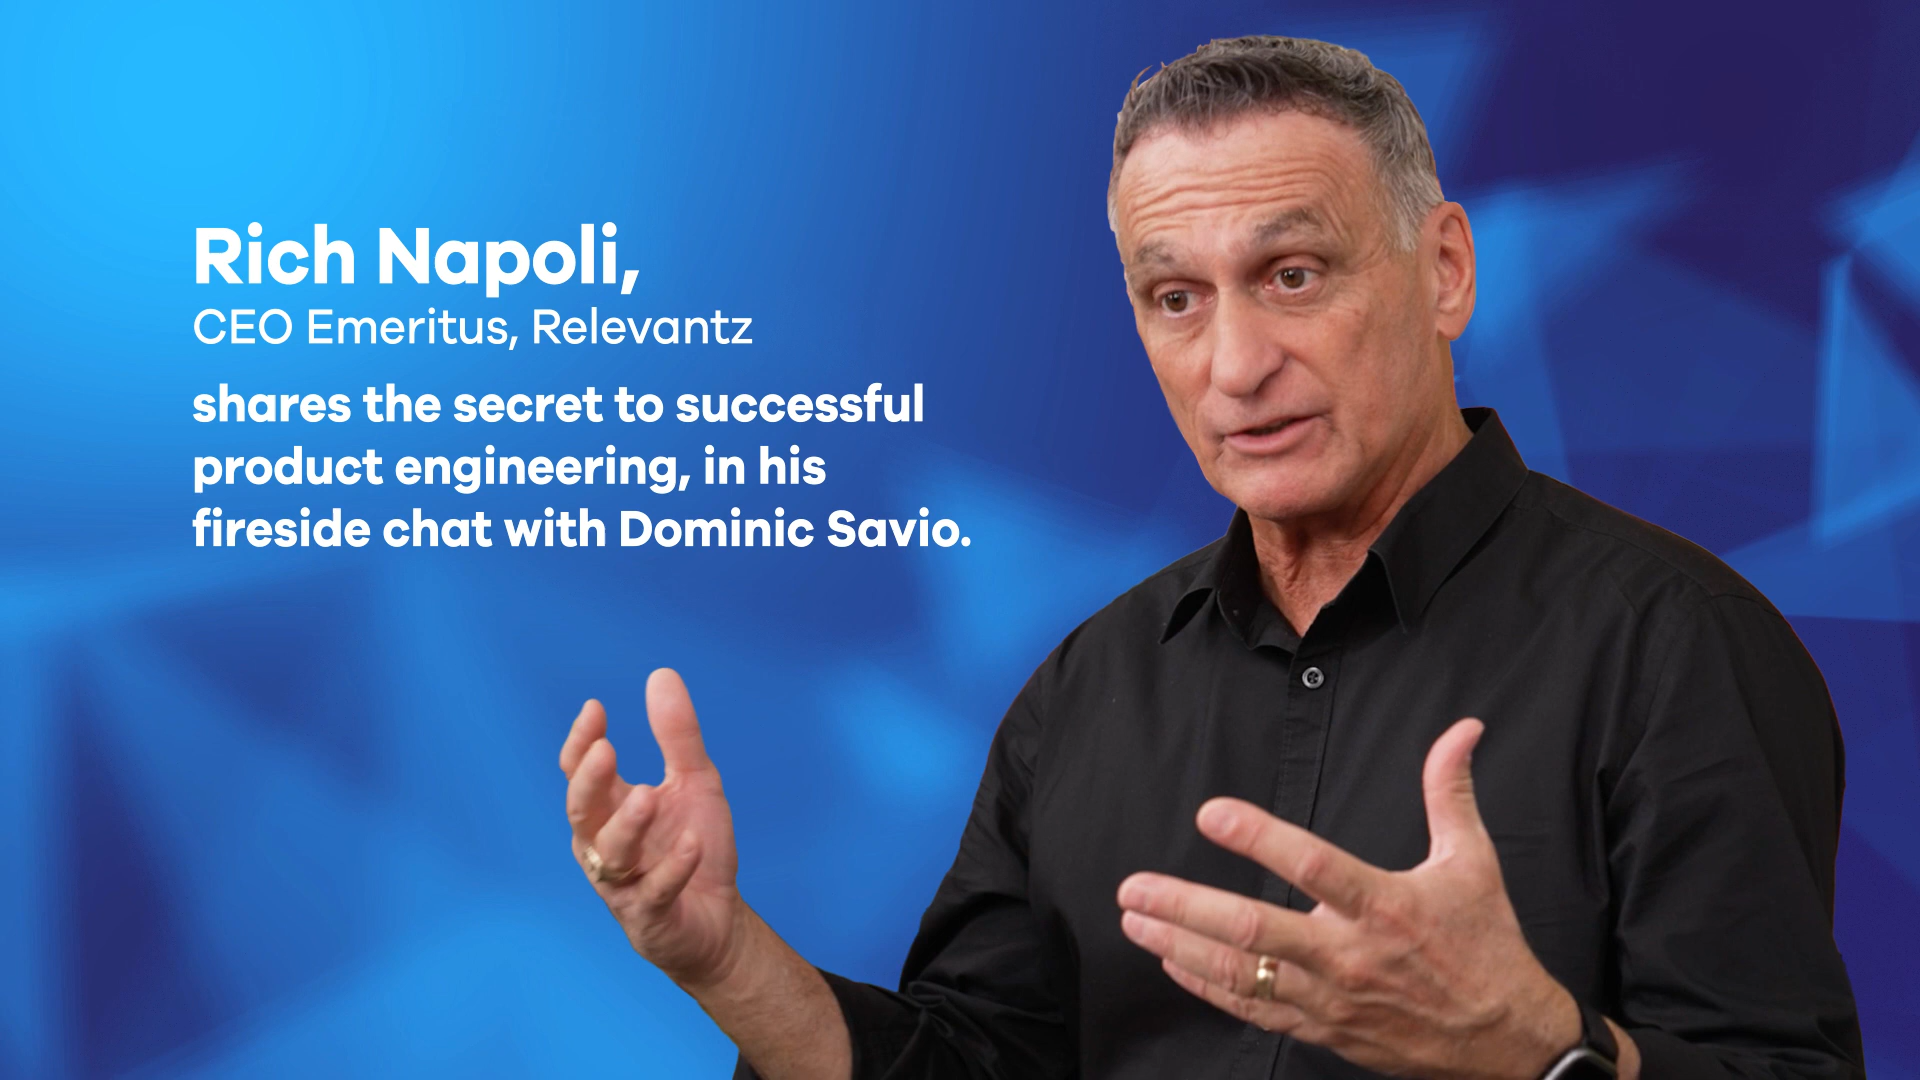 Rich Napoli,
CEO Emeritus, Relevantz
shares the secret to successful
product engineering, in his
fireside chat with Dominic Savio.